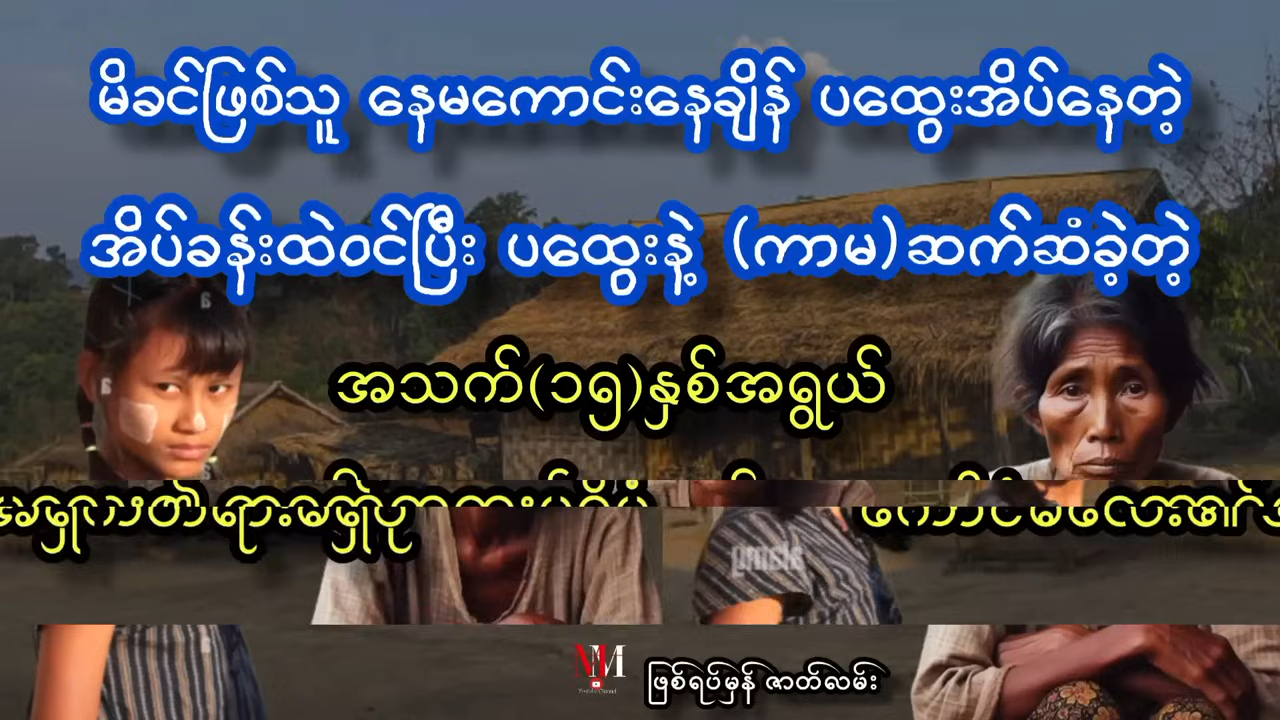 မိခင်ဖြစ်သူ နေမကောင်းနေချိန် ပထွေးအိပ်နေတဲ့
အိပ်ခန်းထဲဝင်ပြီး ပထွေးနဲ့ (ကာမ)ဆက်ဆံခဲ့တဲ့
အသက်(၁၅)နှစ်အရွယ်
NMM
ဖြစ်ရပ်မှန် ဇာတ်လမ်း